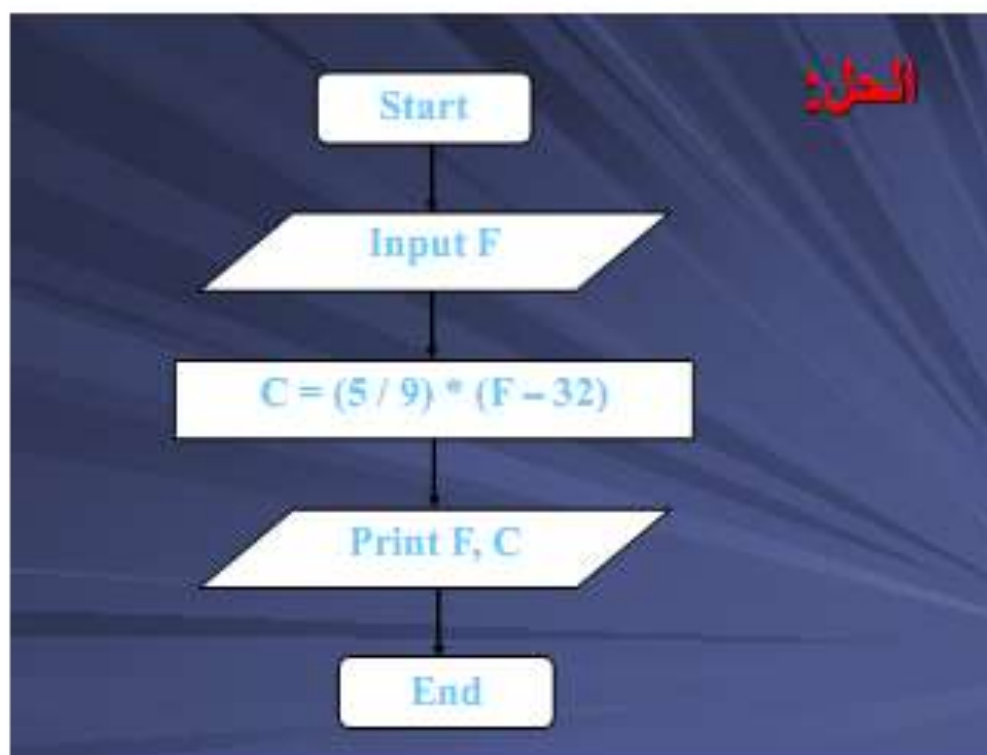 الحل:
Start
Input F
C = (5 / 9) * (F – 32)
Print F, C
End